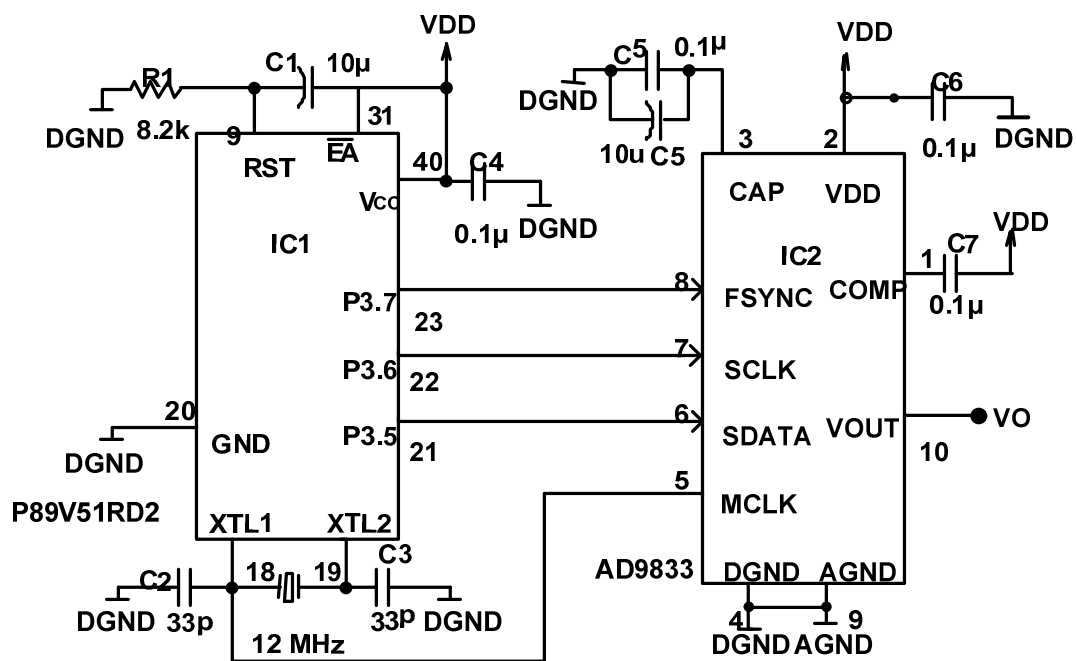 VDD
R1
C1
10µ
DGND
8.2k
9
31
RST
EA
40
C4
VCC
0.1µ
DGND
IC1
P3.7
23
P3.6
22
P3.5
21
20
GND
DGND
P89V51RD2
XTL1
XTL2
C2
18
19
C3
DGND
33p
33p
DGND
12 MHz
C5
0.1µ
DGND
10u
C5
VDD
C6
0.1µ
DGND
3
2
CAP
VDD
IC2
VDD
1
C7
COMP
0.1µ
8
FSYNC
7
SCLK
6
SDATA
VOUT
VO
10
5
MCLK
AD9833
DGND
AGND
4
9
DGND
AGND